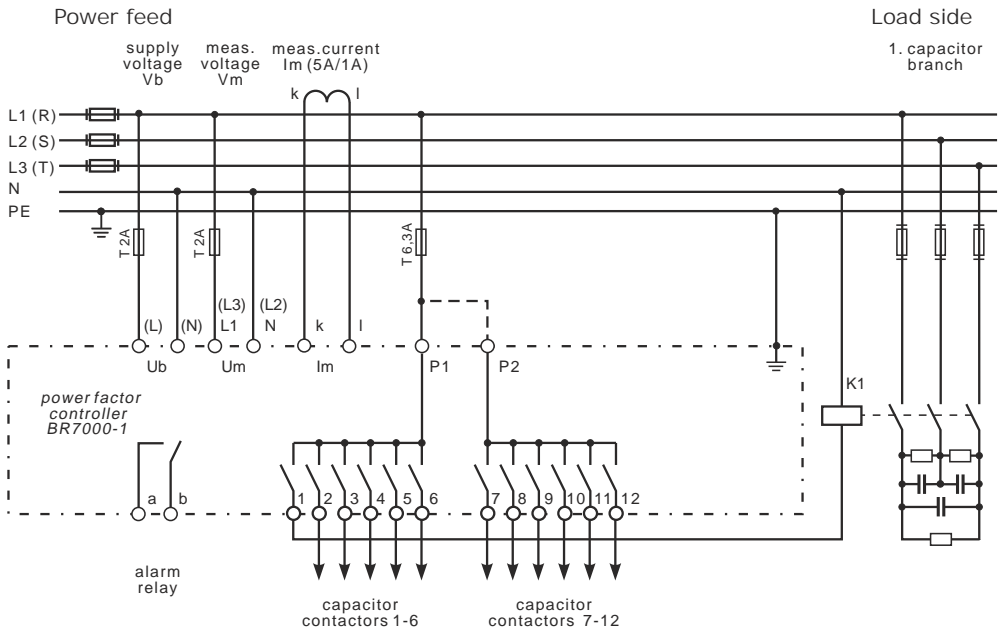 Power feed
Load side
supply
voltage
Vb
meas.
voltage
Vm
meas.current
Im (5A/1A)
1. capacitor
branch
k l
L1 (R)
L2 (S)
L3 (T)
N
PE
T 2A
T 2A
T 6,3A
(L3) (L2)
(L) (N) L1 N k l
Ub Um Im P1 P2
K1
power factor
controller
BR7000-1
a b
1 2 3 4 5 6 7 8 9 10 11 12
alarm
relay
capacitor
contactors 1-6
capacitor
contactors 7-12